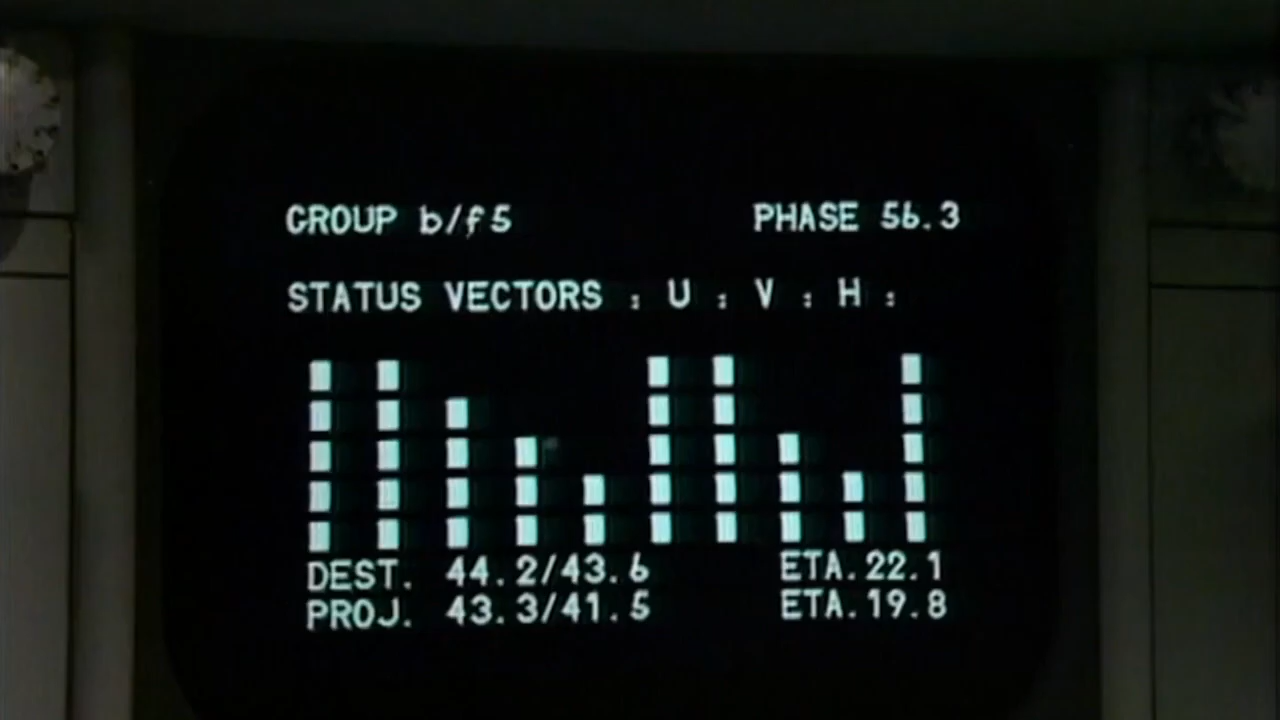 GROUP b/f5 PHASE 56.3
STATUS VECTORS : U : V : H :
DEST. 44.2/43.6 ETA.22.1
PROJ. 43.3/41.5 ETA.19.8